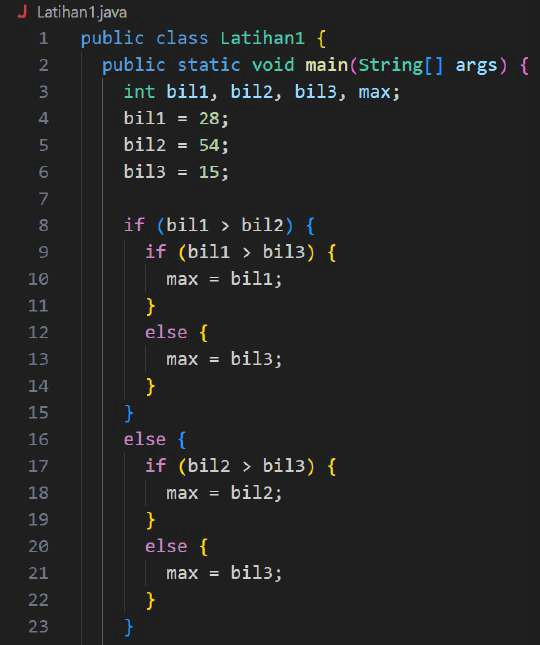 Latihan1.java
1 public class Latihan1 {
2 public static void main(String[] args) {
3 int bil1, bil2, bil3, max;
4 bil1 = 28;
5 bil2 = 54;
6 bil3 = 15;
7
8 if (bil1 > bil2) {
9 if (bil1 > bil3) {
10 max = bil1;
11 }
12 else {
13 max = bil3;
14 }
15 }
16 else {
17 if (bil2 > bil3) {
18 max = bil2;
19 }
20 else {
21 max = bil3;
22 }
23 }